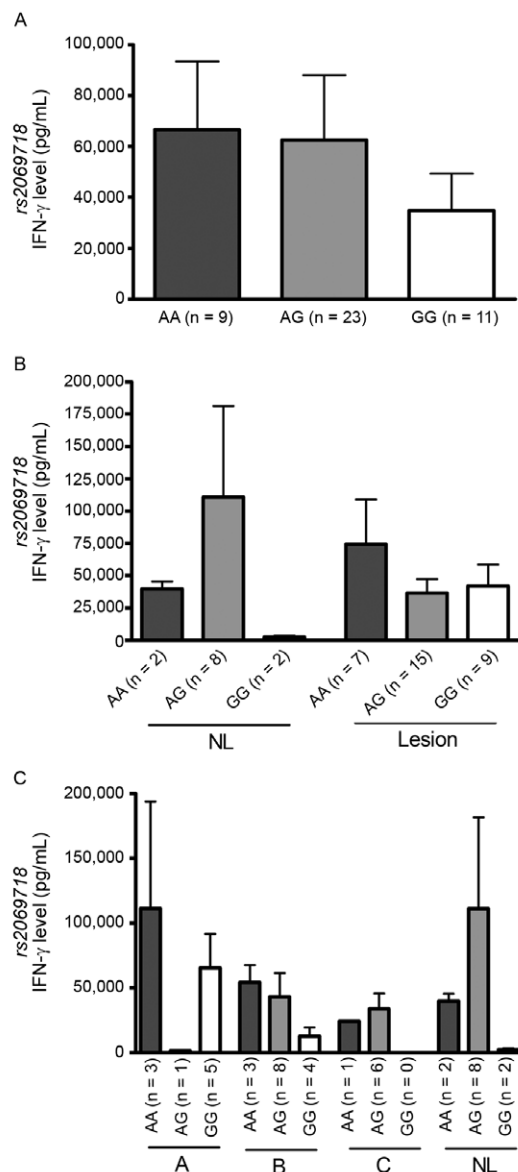 A
rs2069718
IFN-γ level (pg/mL)
100,000
80,000
60,000
40,000
20,000
0
AA (n = 9) AG (n = 23) GG (n = 11)
B
rs2069718
IFN-γ level (pg/mL)
200,000
175,000
150,000
125,000
100,000
75,000
50,000
25,000
0
AA (n = 2) AG (n = 8) GG (n = 2) AA (n = 7) AG (n = 15) GG (n = 9)
NL Lesion
C
rs2069718
IFN-γ level (pg/mL)
200,000
150,000
100,000
50,000
0
AA (n = 3) AG (n = 1) GG (n = 5) AA (n = 3) AG (n = 8) GG (n = 4) AA (n = 1) AG (n = 6) GG (n = 0) AA (n = 2) AG (n = 8) GG (n = 2)
A B C NL